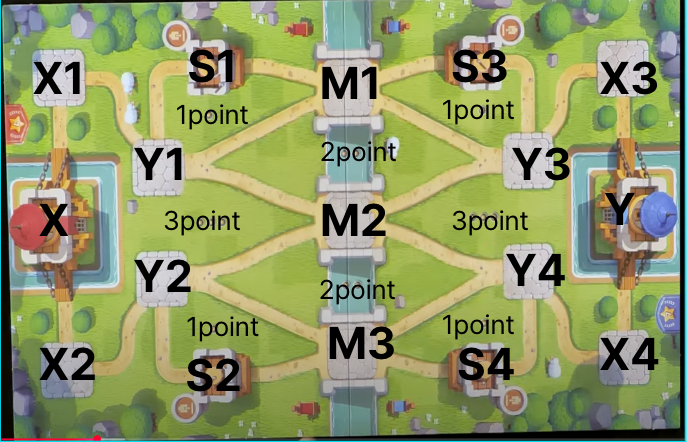 X1
S1
M1
S3
X3
1point
1point
Y1
2point
Y3
X
3point
M2
3point
Y
Y2
2point
Y4
1point
M3
1point
X2
S2
S4
X4